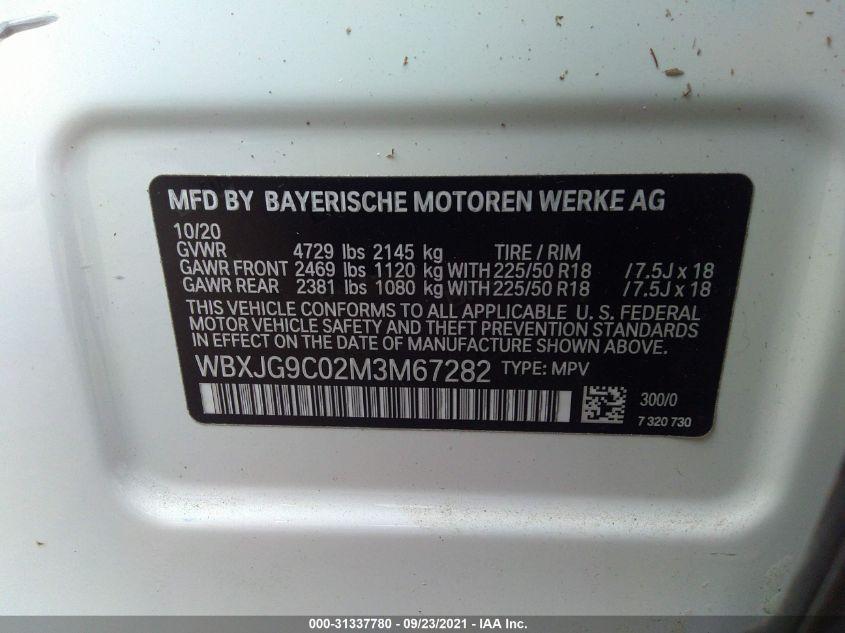 MFD BY BAYERISCHE MOTOREN WERKE AG
10/20
GVWR 4729 lbs 2145 kg TIRE / RIM
GAWR FRONT 2469 lbs 1120 kg WITH 225/50 R18 / 7.5J x 18
GAWR REAR 2381 lbs 1080 kg WITH 225/50 R18 / 7.5J x 18
THIS VEHICLE CONFORMS TO ALL APPLICABLE U. S. FEDERAL
MOTOR VEHICLE SAFETY AND THEFT PREVENTION STANDARDS
IN EFFECT ON THE DATE OF MANUFACTURE SHOWN ABOVE.
WBXJG9C02M3M67282 TYPE: MPV
300/0
7 320 730
000-31337780 - 09/23/2021 - IAA Inc.